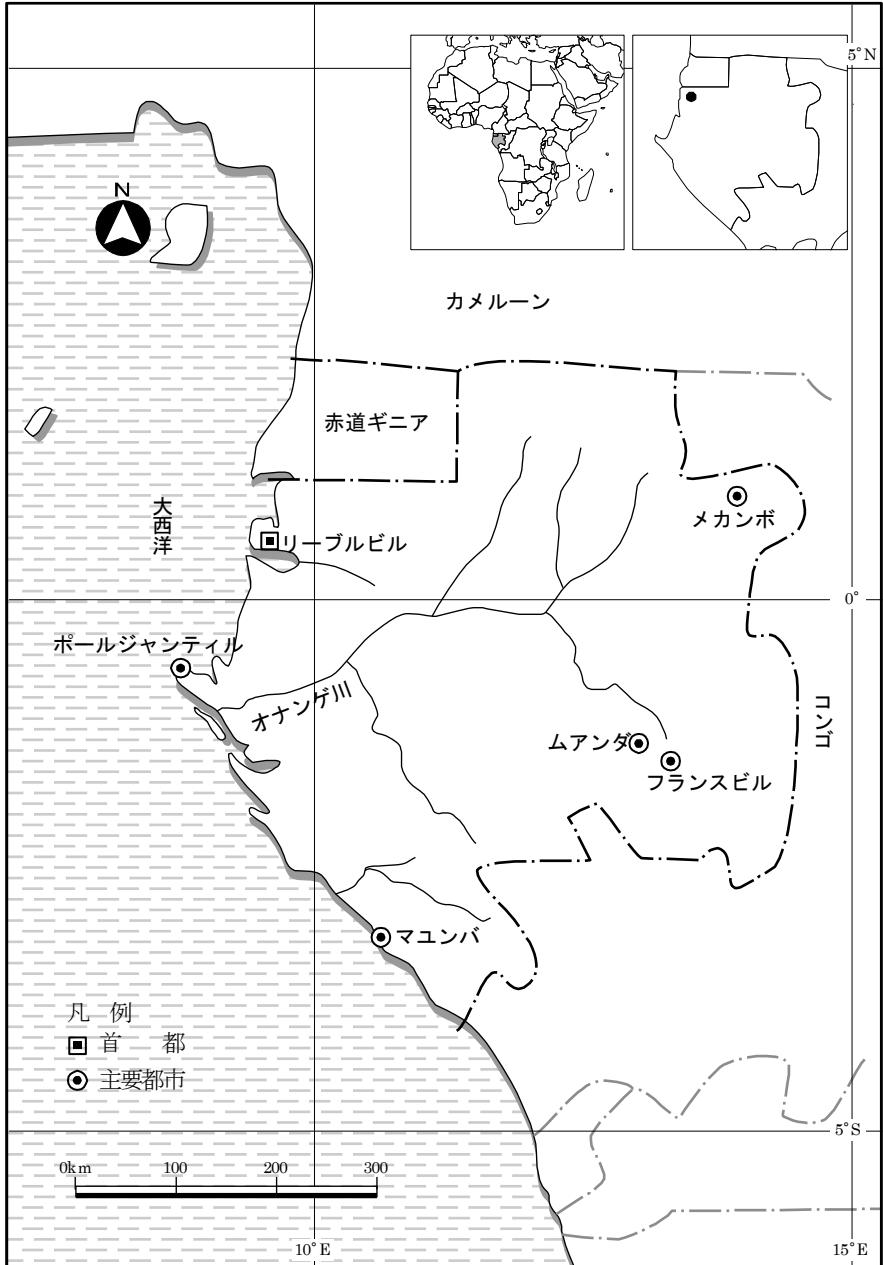 5°N
N
カメルーン
赤道ギニア
大西洋
メカンボ
リーブルビル
0°
ポールジャンティル
オナンゲ川
コンゴ
ムアンダ
フランスビル
マユンバ
凡 例
首 都
主要都市
5°S
0km 100 200 300
10°E 15°E